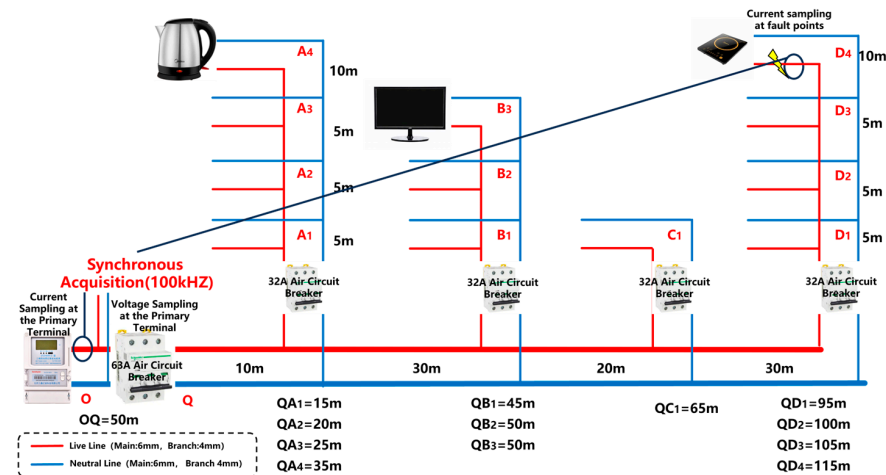 Current sampling
at fault points
A4
10m
A3
5m
A2
5m
A1
5m
B3
B2
B1
C1
D4
10m
D3
5m
D2
5m
D1
5m
Synchronous
Acquisition(100kHZ)
Current
Sampling at
the Primary
Terminal
Voltage Sampling
at the Primary
Terminal
32A Air Circuit
Breaker
32A Air Circuit
Breaker
32A Air Circuit
Breaker
32A Air Circuit
Breaker
63A Air Circuit
Breaker
10m
30m
20m
30m
O
Q
OQ=50m
QA1=15m
QA2=20m
QA3=25m
QA4=35m
QB1=45m
QB2=50m
QB3=50m
QC1=65m
QD1=95m
QD2=100m
QD3=105m
QD4=115m
Live Line (Main:6mm, Branch:4mm)
Neutral Line (Main:6mm, Branch 4mm)